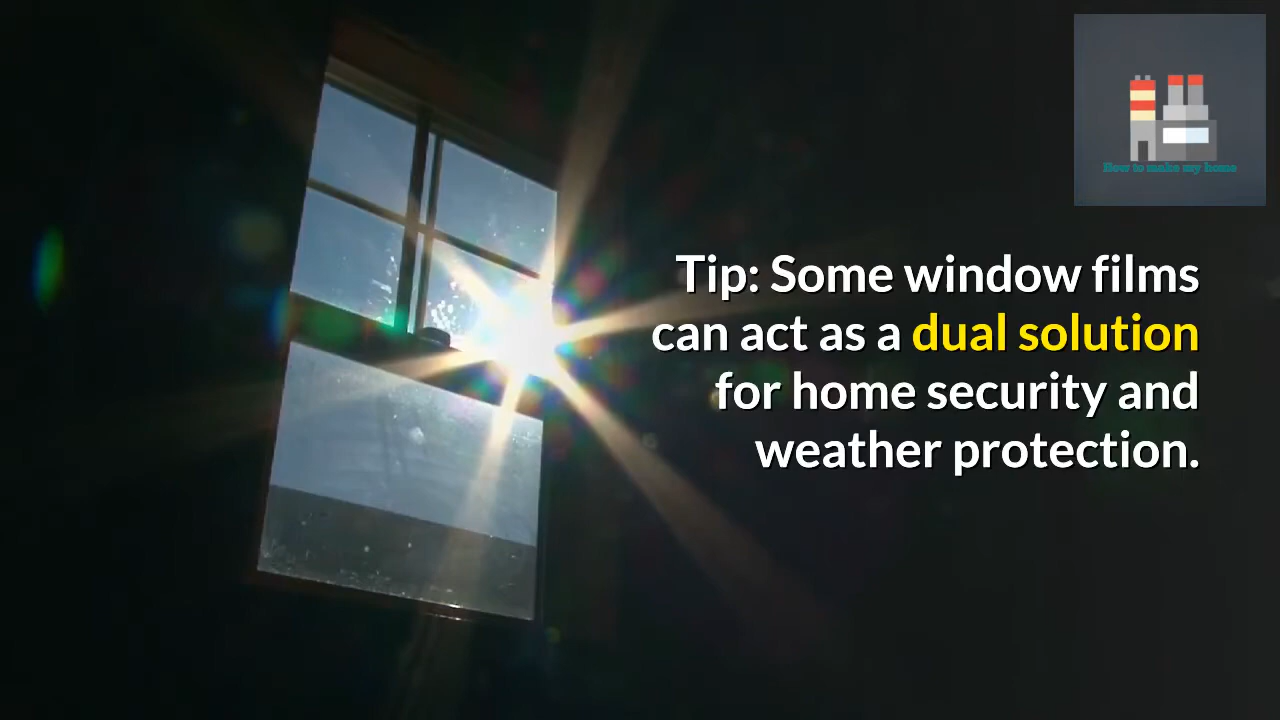 How to make my home
Tip: Some window films
can act as a dual solution
for home security and
weather protection.